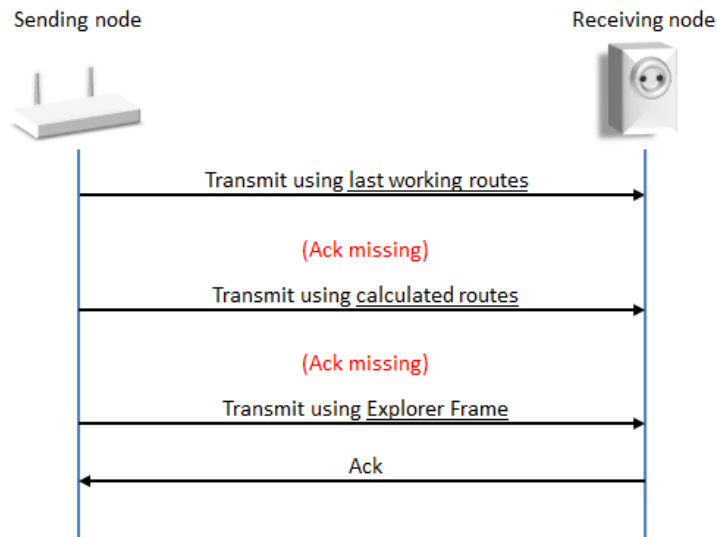 Sending node
Receiving node
Transmit using last working routes
(Ack missing)
Transmit using calculated routes
(Ack missing)
Transmit using Explorer Frame
Ack